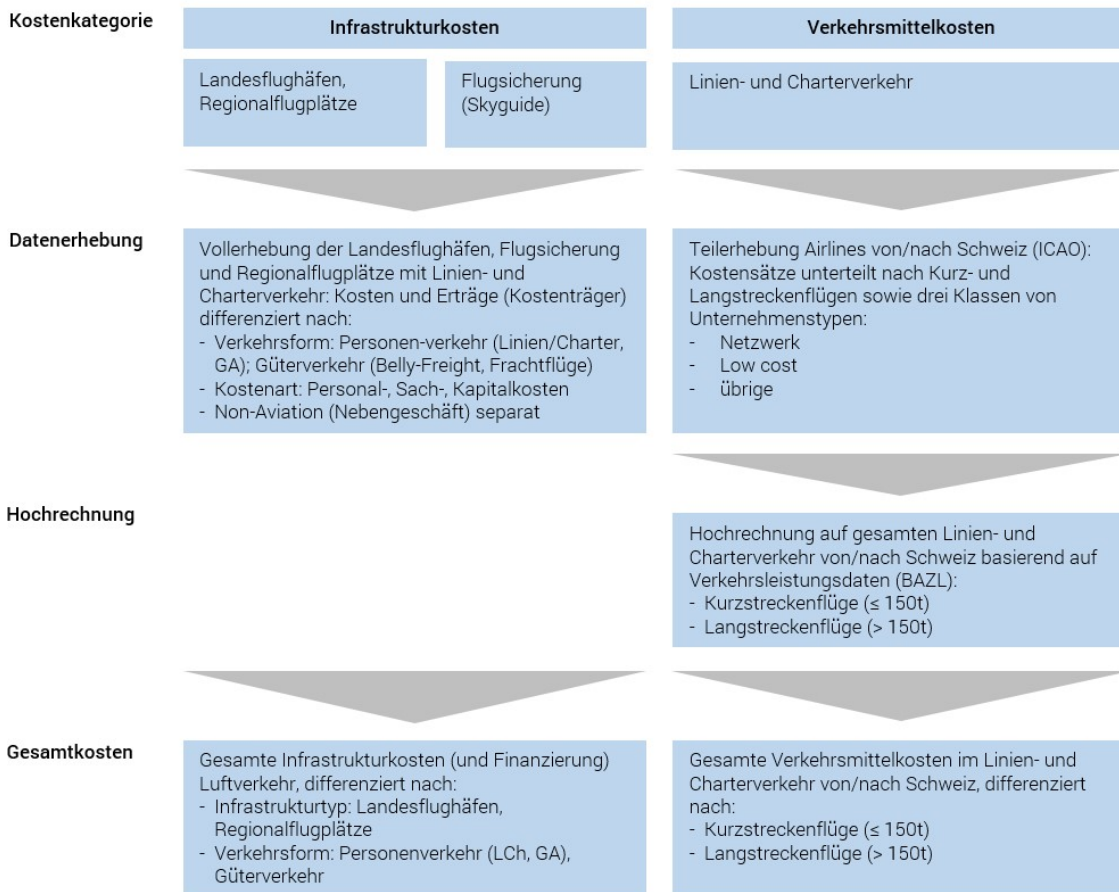 Kostenkategorie
Infrastrukturkosten
Verkehrsmittelkosten
Landesflughäfen,
Regionalflugplätze
Flugsicherung
(Skyguide)
Linien- und Charterverkehr
Datenerhebung
Vollerhebung der Landesflughäfen, Flugsicherung
und Regionalflugplätze mit Linien- und
Charterverkehr: Kosten und Erträge (Kostenträger)
differenziert nach:
- Verkehrsform: Personen-verkehr (Linien/Charter,
GA); Güterverkehr (Belly-Freight, Frachtflüge)
- Kostenart: Personal-, Sach-, Kapitalkosten
- Non-Aviation (Nebengeschäft) separat
Teilerhebung Airlines von/nach Schweiz (ICAO):
Kostensätze unterteilt nach Kurz- und
Langstreckenflügen sowie drei Klassen von
Unternehmenstypen:
- Netzwerk
- Low cost
- übrige
Hochrechnung
Hochrechnung auf gesamten Linien- und
Charterverkehr von/nach Schweiz basierend auf
Verkehrsleistungsdaten (BAZL):
- Kurzstreckenflüge (≤ 150t)
- Langstreckenflüge (> 150t)
Gesamtkosten
Gesamte Infrastrukturkosten (und Finanzierung)
Luftverkehr, differenziert nach:
- Infrastrukturtyp: Landesflughäfen,
Regionalflugplätze
- Verkehrsform: Personenverkehr (LCh, GA),
Güterverkehr
Gesamte Verkehrsmittelkosten im Linien- und
Charterverkehr von/nach Schweiz, differenziert
nach:
- Kurzstreckenflüge (≤ 150t)
- Langstreckenflüge (> 150t)